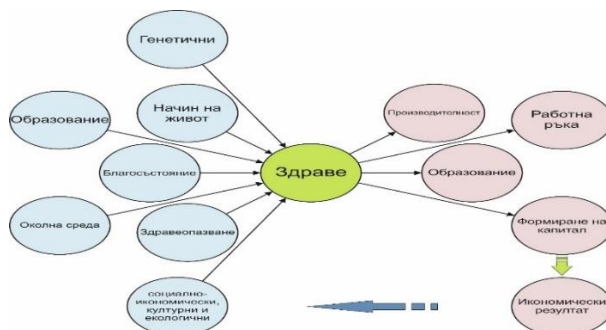 Генетични
Начин на
живот
Образование
Благосъстояние
Околна среда
Здравеопазване
социално-
икономически,
културни и
екологични
Здраве
Производителност
Работна
ръка
Образование
Формиране на
капитал
Икономически
резултат